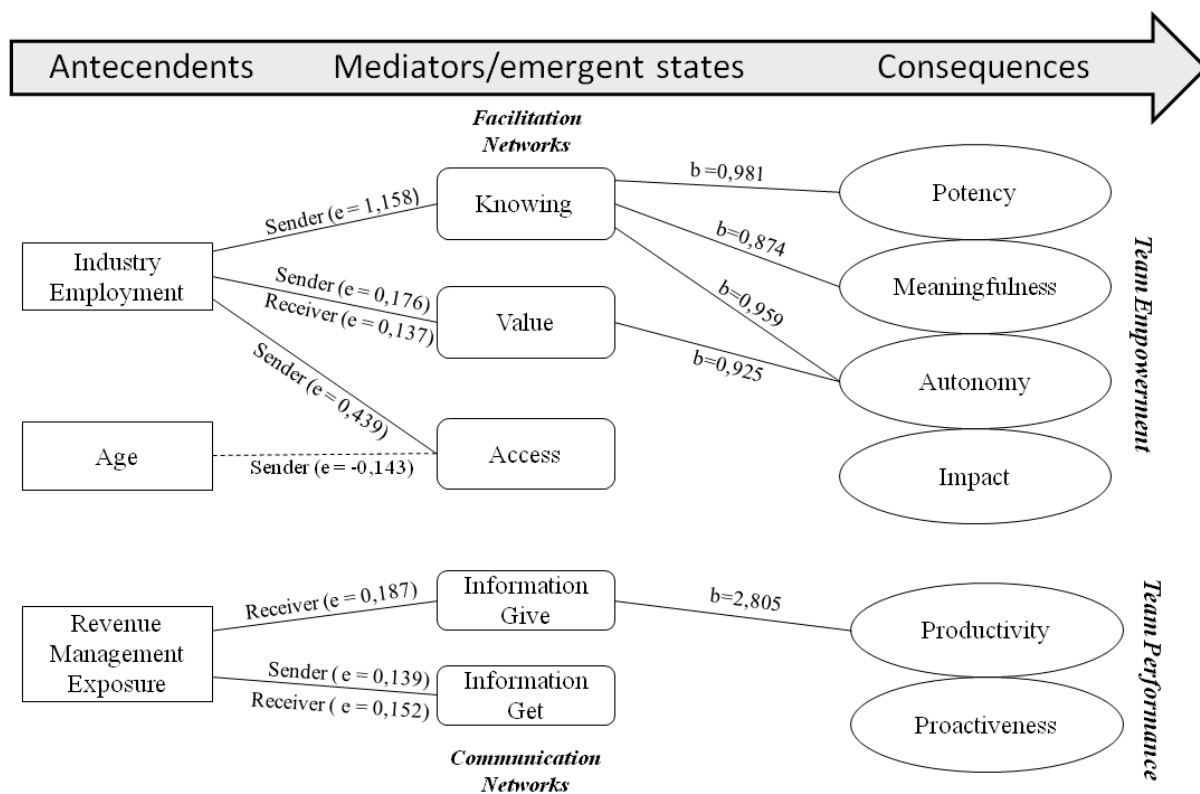 Antecendents
Mediators/emergent states
Consequences
Facilitation
Networks
Industry
Employment
Age
Revenue
Management
Exposure
Sender (e = 1,158)
Sender (e = 0,176)
Receiver (e = 0,137)
Sender (e = 0,439)
Sender (e = -0,143)
Receiver (e = 0,187)
Sender (e = 0,139)
Receiver ( e = 0,152)
Knowing
Value
Access
Information
Give
Information
Get
Communication
Networks
b=0,981
b=0,874
b=0,959
b=0,925
b=2,805
Potency
Meaningfulness
Autonomy
Impact
Productivity
Proactiveness
Team Empowerment
Team Performance